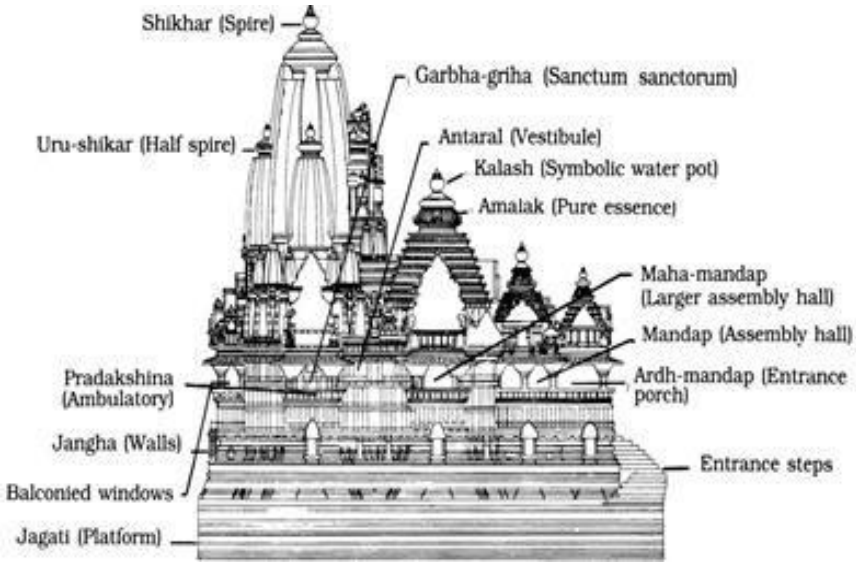 Shikhar (Spire)
Garbha-griha (Sanctum sanctorum)
Uru-shikar (Half spire)
Antaral (Vestibule)
Kalash (Symbolic water pot)
Amalak (Pure essence)
Maha-mandap
(Larger assembly hall)
Mandap (Assembly hall)
Pradakshina
(Ambulatory)
Ardh-mandap (Entrance
porch)
Jangha (Walls)
Entrance steps
Balconied windows
Jagati (Platform)